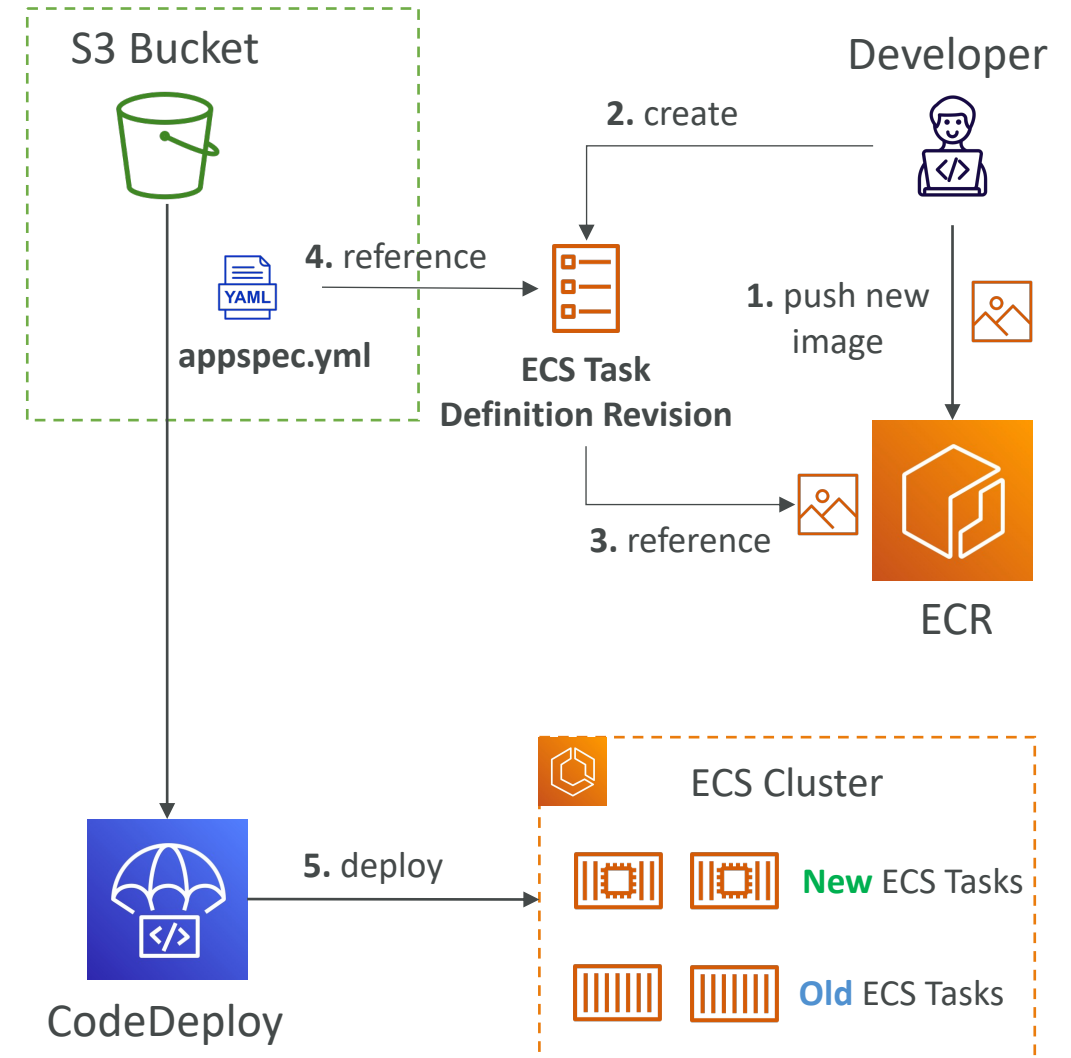 S3 Bucket
Developer
2. create
4. reference
YAML
appspec.yml
1. push new
image
</>
ECS Task
Definition Revision
3. reference
ECR
ECS Cluster
5. deploy
New ECS Tasks
</>
Old ECS Tasks
CodeDeploy